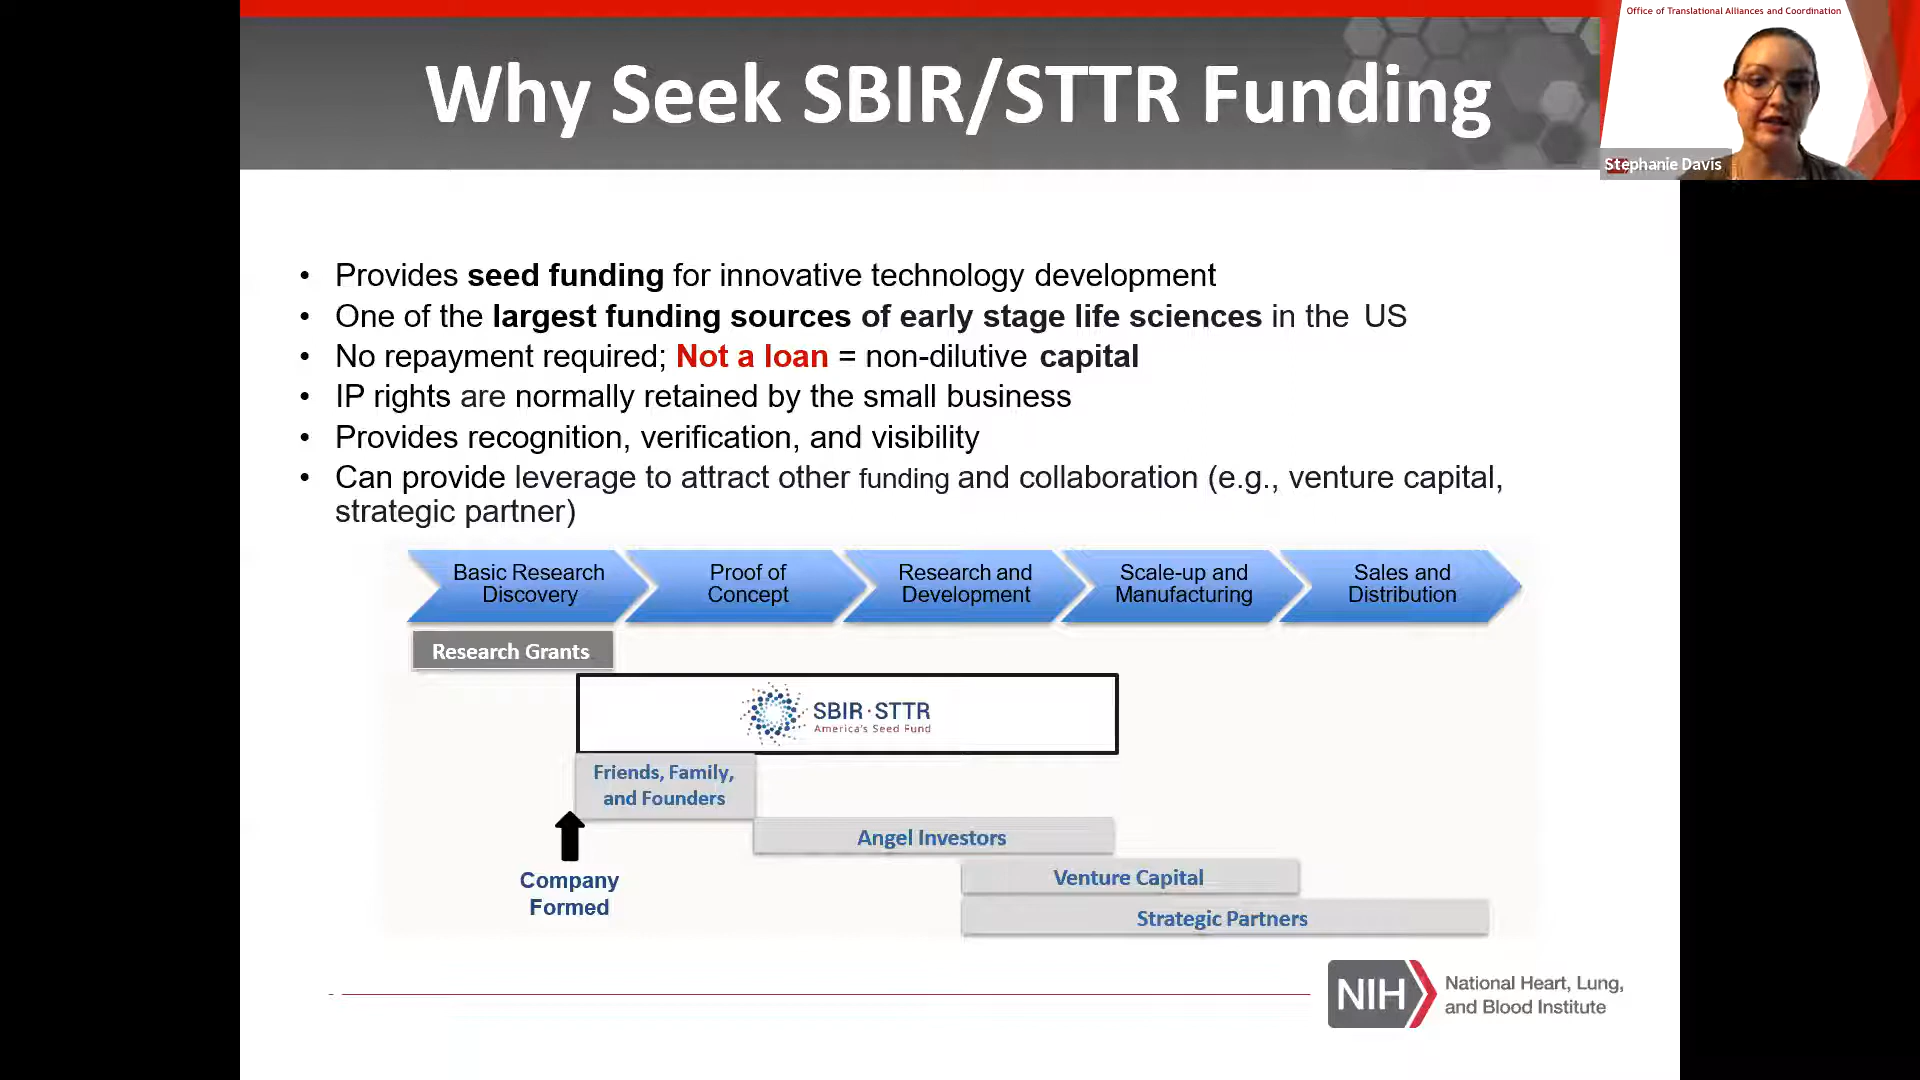 Office of Translational Alliances and Coordination
Why Seek SBIR/STTR Funding
Stephanie Davis
• Provides seed funding for innovative technology development
• One of the largest funding sources of early stage life sciences in the US
• No repayment required; Not a loan = non-dilutive capital
• IP rights are normally retained by the small business
• Provides recognition, verification, and visibility
• Can provide leverage to attract other funding and collaboration (e.g., venture capital,
strategic partner)
Basic Research
Discovery
Proof of
Concept
Research and
Development
Scale-up and
Manufacturing
Sales and
Distribution
Research Grants
SBIR·STTR
America's Seed Fund
Friends, Family,
and Founders
Angel Investors
Company
Formed
Venture Capital
Strategic Partners
NIH
National Heart, Lung,
and Blood Institute